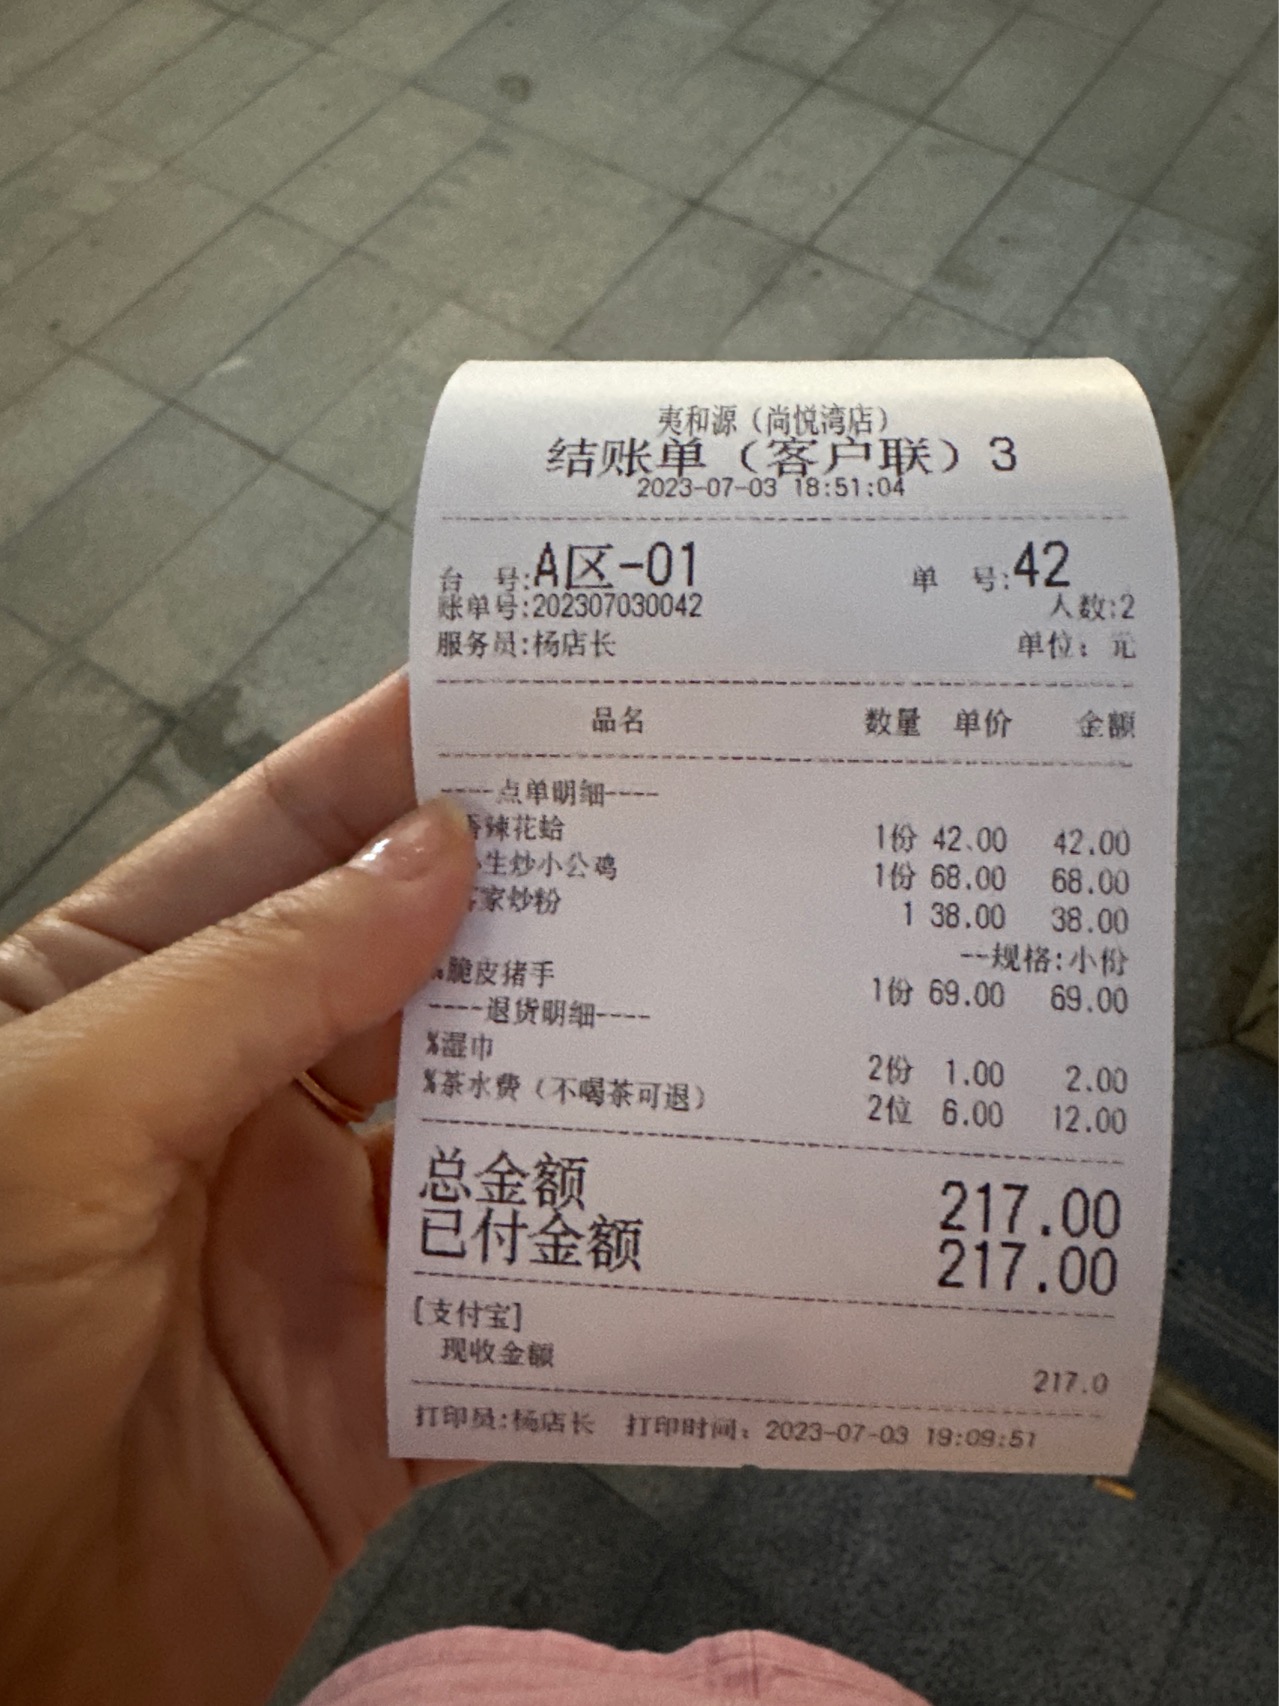 夷和源（尚悦湾店）
结账单（客户联）3
2023-07-03 18:51:04
台 号:A区-01 单 号:42
账单号:202307030042 人数:2
服务员:杨店长 单位：元
品名 数量 单价 金额
----点单明细----
香辣花蛤 1份 42.00 42.00
生炒小公鸡 1份 68.00 68.00
客家炒粉 1 38.00 38.00
--规格:小份
%脆皮猪手 1份 69.00 69.00
----退货明细----
%湿巾 2份 1.00 2.00
%茶水费（不喝茶可退） 2位 6.00 12.00
总金额 217.00
已付金额 217.00
[支付宝]
现收金额 217.0
打印员:杨店长 打印时间：2023-07-03 19:09:51